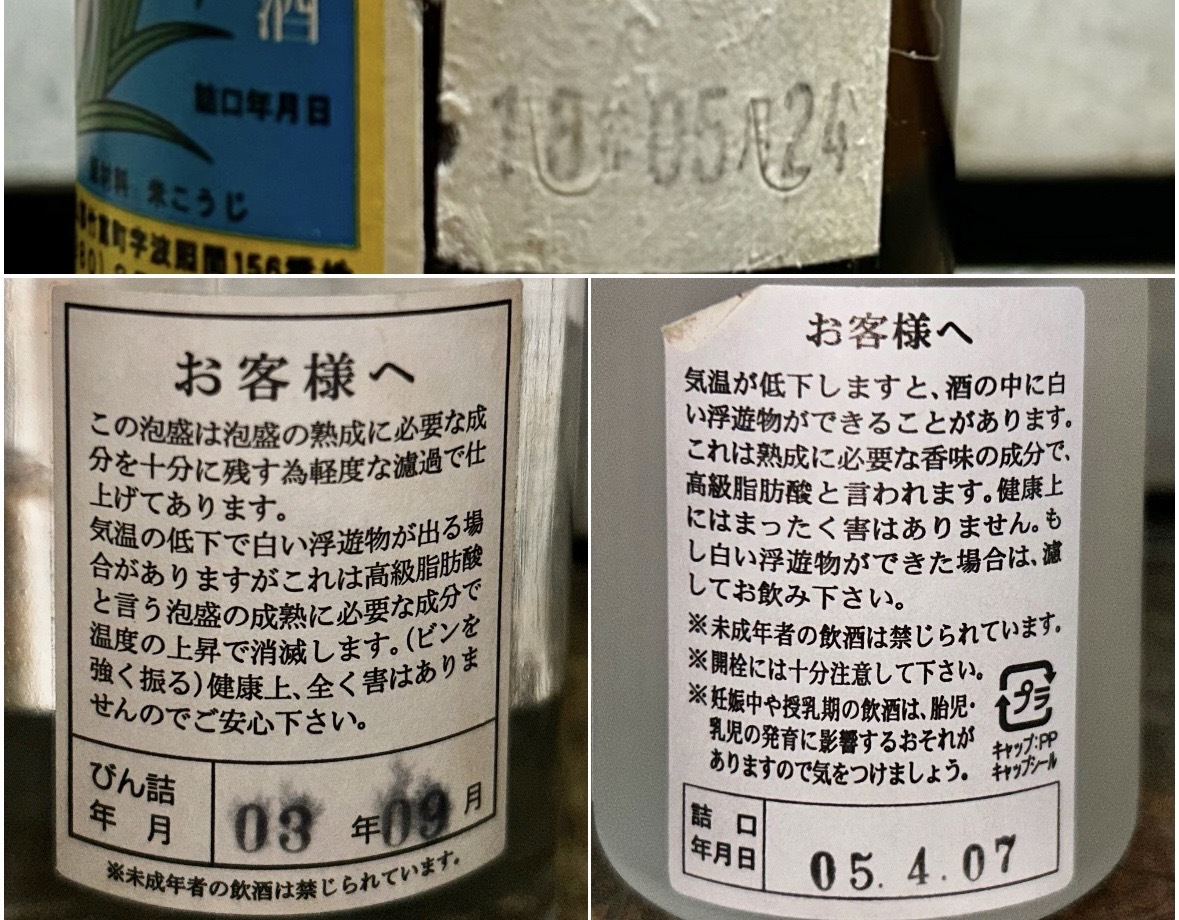 酒
詰口年月日
原材料 米こうじ
竹富町字波照間156番地
10.05.24
お客様へ
この泡盛は泡盛の熟成に必要な成
分を十分に残す為軽度な濾過で仕
上げてあります。
気温の低下で白い浮遊物が出る場
合がありますがこれは高級脂肪酸
と言う泡盛の成熟に必要な成分で
温度の上昇で消滅します。(ビンを
強く振る)健康上、全く害はありま
せんのでご安心下さい。
びん詰
年 月
03 年 09 月
※未成年者の飲酒は禁じられています。
お客様へ
気温が低下しますと、酒の中に白
い浮遊物ができることがあります。
これは熟成に必要な香味の成分で、
高級脂肪酸と言われます。健康上
にはまったく害はありません。も
し白い浮遊物ができた場合は、濾
してお飲み下さい。
※未成年者の飲酒は禁じられています。
※開栓には十分注意して下さい。
※妊娠中や授乳期の飲酒は、胎児・
乳児の発育に影響するおそれが
ありますので気をつけましょう。
プラ
キャップ:PP
キャップシール
詰 口
年月日
05. 4. 07